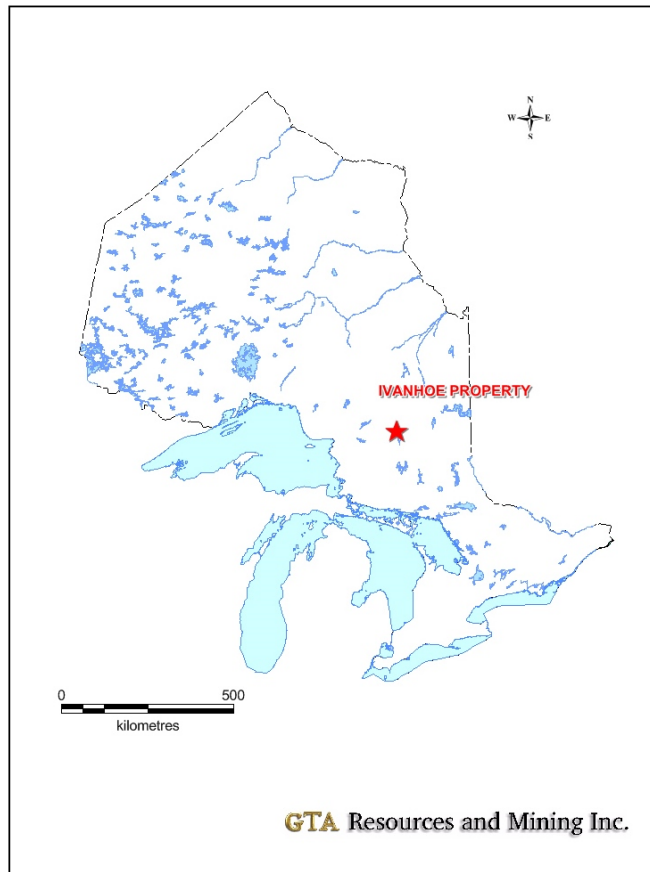 N
W E
S
IVANHOE PROPERTY
0 500
kilometres
GTA Resources and Mining Inc.